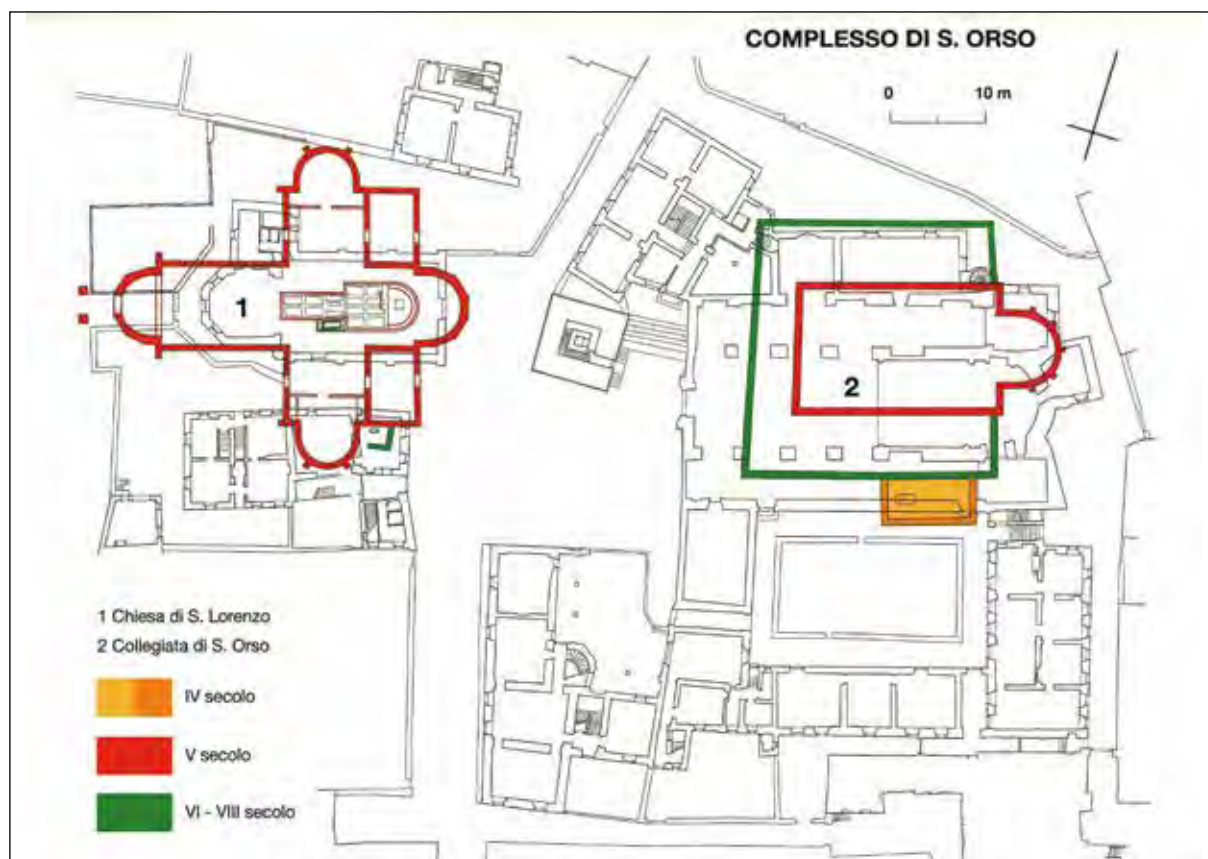 COMPLESSO DI S. ORSO
0 10 m
1
2
1 Chiesa di S. Lorenzo
2 Collegiata di S. Orso
IV secolo
V secolo
VI - VIII secolo